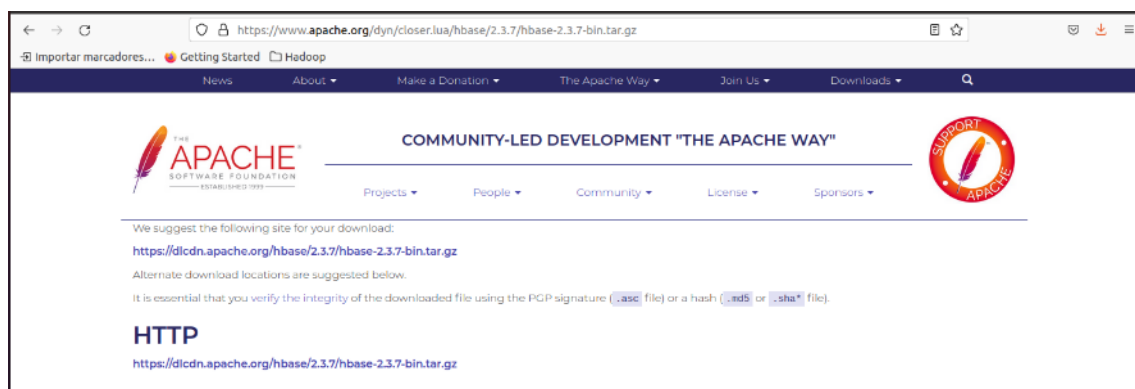 https://www.apache.org/dyn/closer.lua/hbase/2.3.7/hbase-2.3.7-bin.tar.gz
Importar marcadores... Getting Started Hadoop
News About Make a Donation The Apache Way Join Us Downloads
THE
APACHE
SOFTWARE FOUNDATION
ESTABLISHED 1999
COMMUNITY-LED DEVELOPMENT "THE APACHE WAY"
SUPPORT
APACHE
Projects People Community License Sponsors
We suggest the following site for your download:
https://dlcdn.apache.org/hbase/2.3.7/hbase-2.3.7-bin.tar.gz
Alternate download locations are suggested below.
It is essential that you verify the integrity of the downloaded file using the PGP signature ( .asc file) or a hash ( .md5 or .sha* file).
HTTP
https://dlcdn.apache.org/hbase/2.3.7/hbase-2.3.7-bin.tar.gz